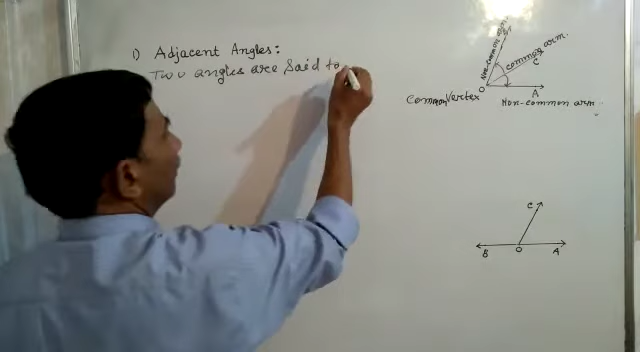 1) Adjacent Angles:
Two angles are said to
Non-common arm.
B
common arm.
C
O
A
Common Vertex
Non-common arm.
C
B
O
A